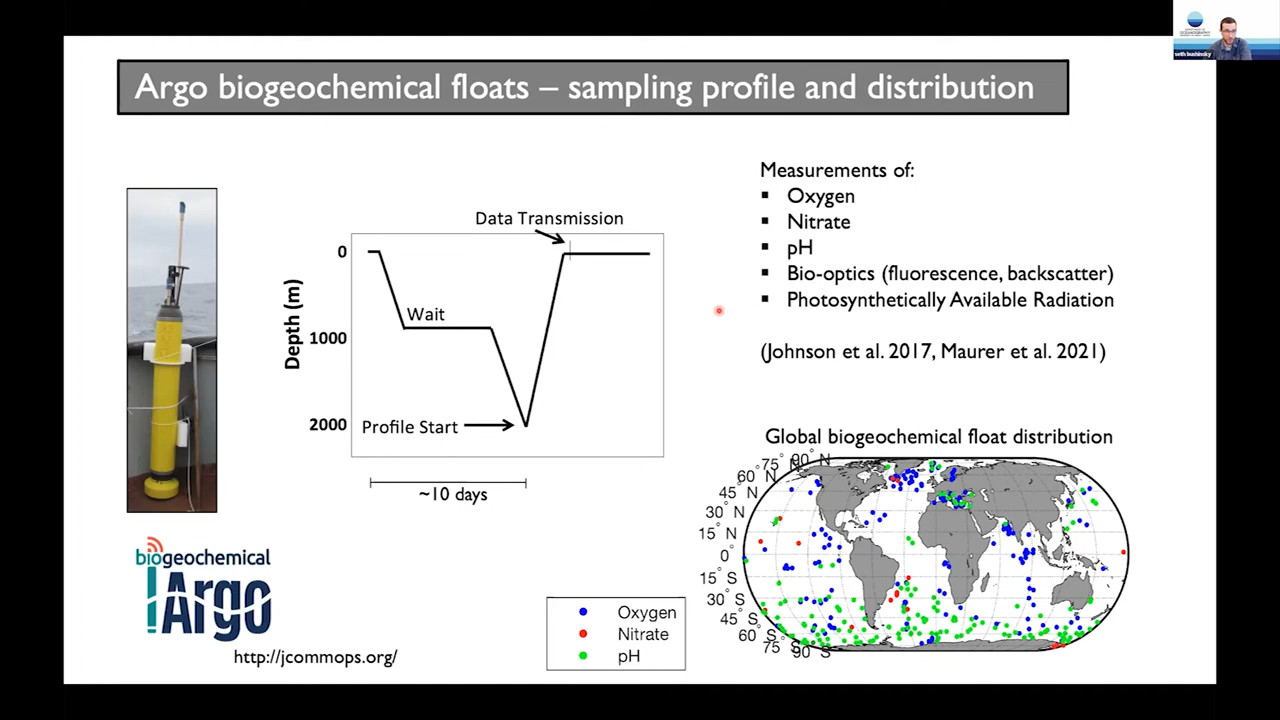 Argo biogeochemical floats – sampling profile and distribution
Measurements of:
▪ Oxygen
▪ Nitrate
▪ pH
▪ Bio-optics (fluorescence, backscatter)
▪ Photosynthetically Available Radiation
(Johnson et al. 2017, Maurer et al. 2021)
Data Transmission
0
Wait
1000
Depth (m)
2000
Profile Start
~10 days
biogeochemical
Argo
http://jcommops.org/
Oxygen
Nitrate
pH
Global biogeochemical float distribution
90° N
75° N
60° N
45° N
30° N
15° N
0°
15° S
30° S
45° S
60° S
75° S
90° S
seth bushinsky